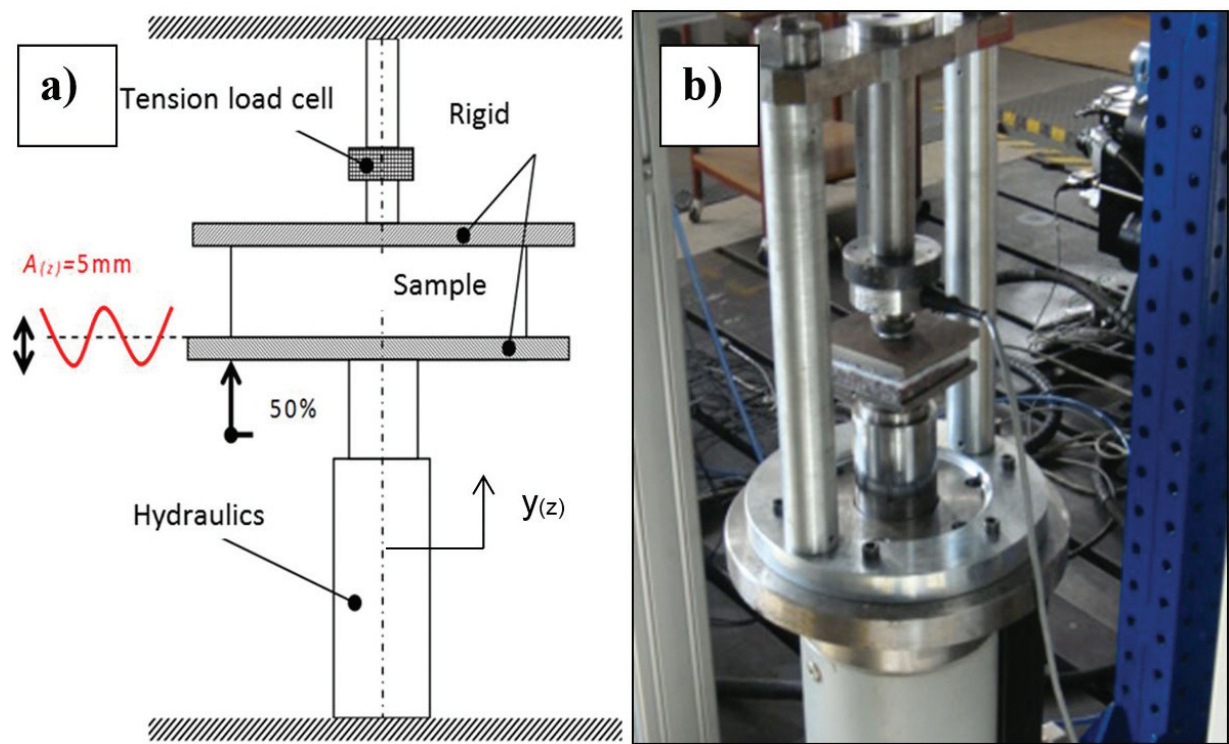 a)
Tension load cell
Rigid
A(z)=5mm
Sample
50%
Hydraulics
y(z)
b)